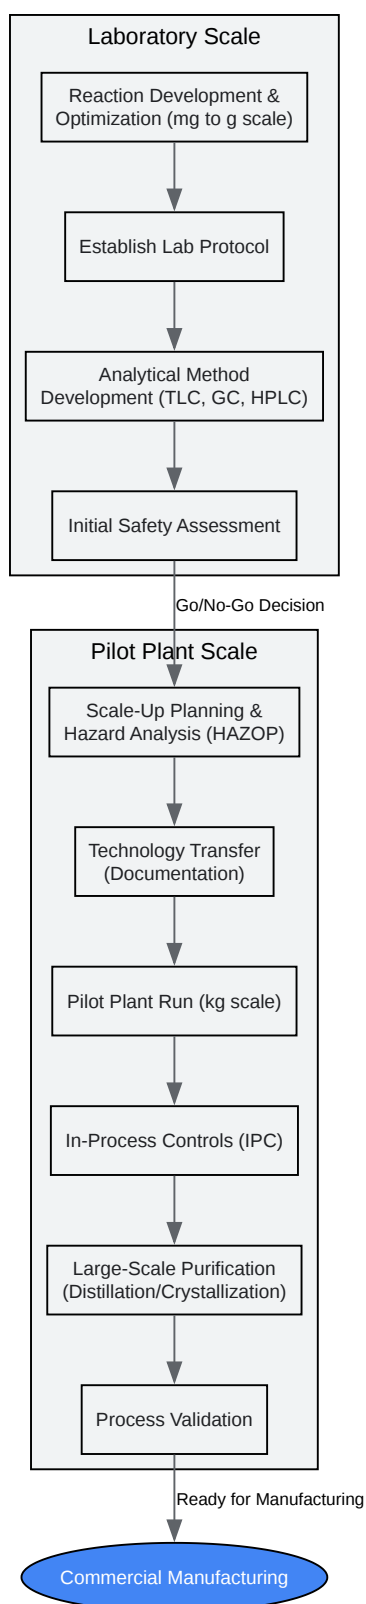 Laboratory Scale
Reaction Development &
Optimization (mg to g scale)
Establish Lab Protocol
Analytical Method
Development (TLC, GC, HPLC)
Initial Safety Assessment
Go/No-Go Decision
Pilot Plant Scale
Scale-Up Planning &
Hazard Analysis (HAZOP)
Technology Transfer
(Documentation)
Pilot Plant Run (kg scale)
In-Process Controls (IPC)
Large-Scale Purification
(Distillation/Crystallization)
Process Validation
Ready for Manufacturing
Commercial Manufacturing